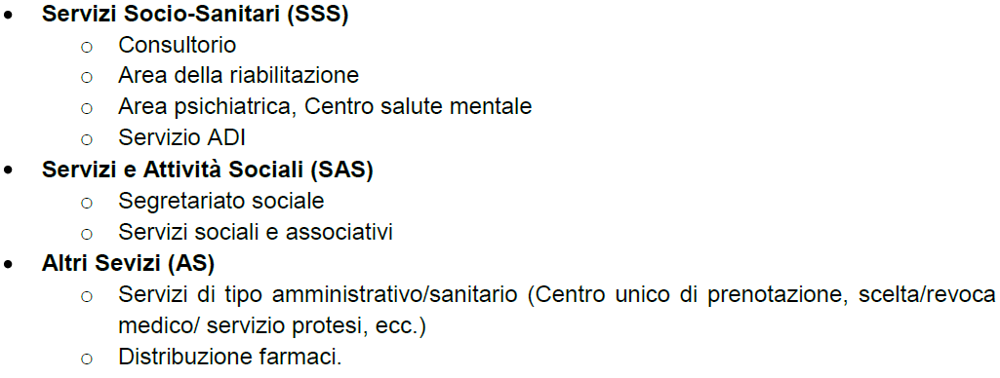 • Servizi Socio-Sanitari (SSS)
o Consultorio
o Area della riabilitazione
o Area psichiatrica, Centro salute mentale
o Servizio ADI
• Servizi e Attività Sociali (SAS)
o Segretariato sociale
o Servizi sociali e associativi
• Altri Sevizi (AS)
o Servizi di tipo amministrativo/sanitario (Centro unico di prenotazione, scelta/revoca
medico/ servizio protesi, ecc.)
o Distribuzione farmaci.